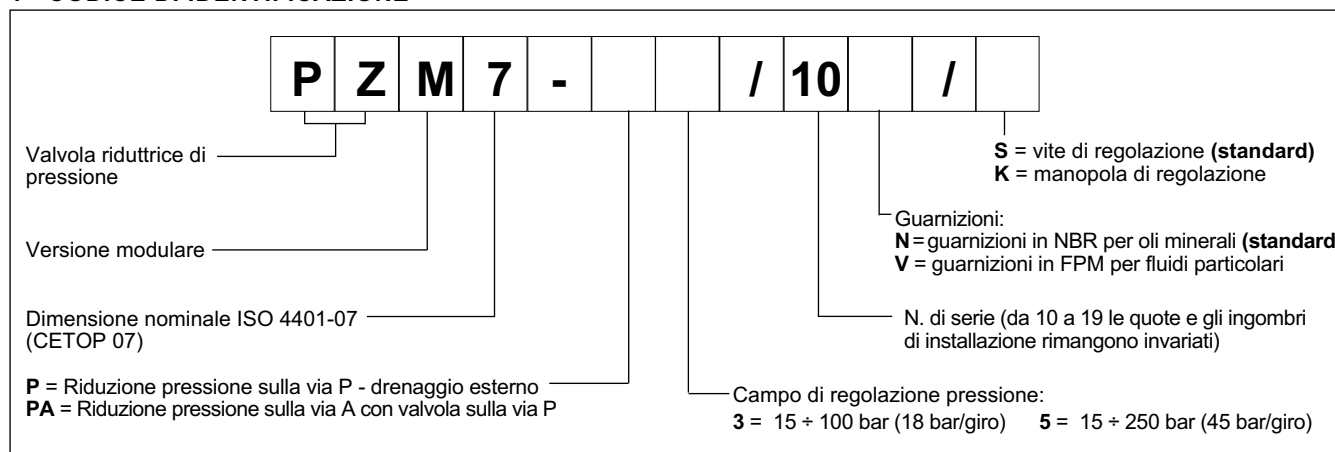 P Z M 7 - / 10 /
Valvola riduttrice di
pressione
Versione modulare
Dimensione nominale ISO 4401-07
(CETOP 07)
P = Riduzione pressione sulla via P - drenaggio esterno
PA = Riduzione pressione sulla via A con valvola sulla via P
S = vite di regolazione (standard)
K = manopola di regolazione
Guarnizioni:
N = guarnizioni in NBR per oli minerali (standard
V = guarnizioni in FPM per fluidi particolari
N. di serie (da 10 a 19 le quote e gli ingombri
di installazione rimangono invariati)
Campo di regolazione pressione:
3 = 15 ÷ 100 bar (18 bar/giro) 5 = 15 ÷ 250 bar (45 bar/giro)